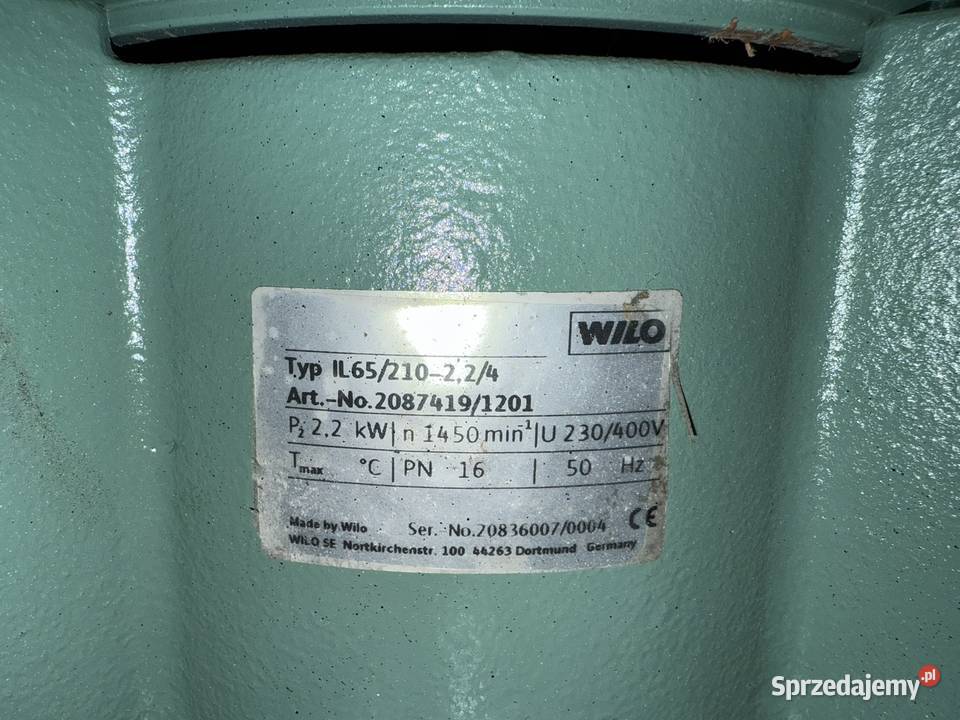 WILO
Typ IL65/210-2,2/4
Art.-No.2087419/1201
P₂ 2,2 kW | n 1450min⁻¹ | U 230/400V
Tmax °C | PN 16 | 50 Hz
Made by Wilo Ser.-No.20836007/0004 CE
WILO SE Nortkirchenstr. 100 44263 Dortmund Germany
Sprzedajemy.pl